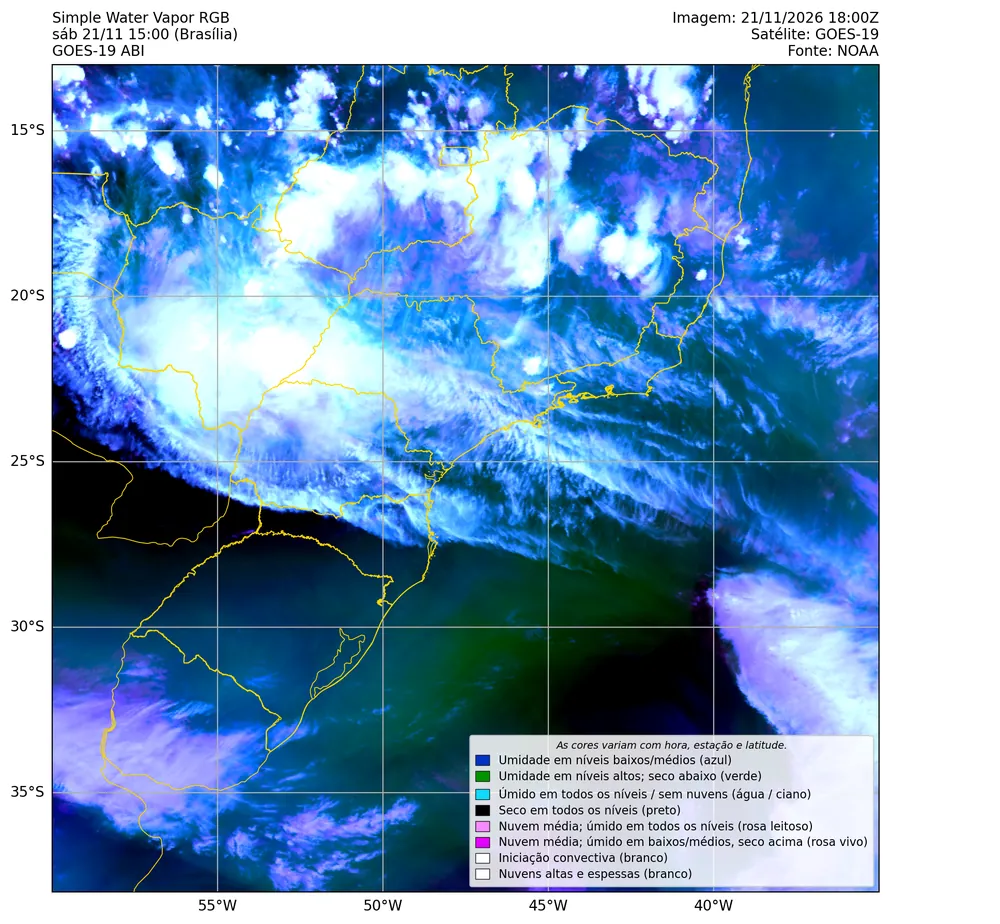 Simple Water Vapor RGB
sáb 21/11 15:00 (Brasília)
GOES-19 ABI
Imagem: 21/11/2026 18:00Z
Satélite: GOES-19
Fonte: NOAA
15°S
20°S
25°S
30°S
35°S
As cores variam com hora, estação e latitude.
Umidade em níveis baixos/médios (azul)
Umidade em níveis altos; seco abaixo (verde)
Úmido em todos os níveis / sem nuvens (água / ciano)
Seco em todos os níveis (preto)
Nuvem média; úmido em todos os níveis (rosa leitoso)
Nuvem média; úmido em baixos/médios, seco acima (rosa vivo)
Iniciação convectiva (branco)
Nuvens altas e espessas (branco)
55°W
50°W
45°W
40°W